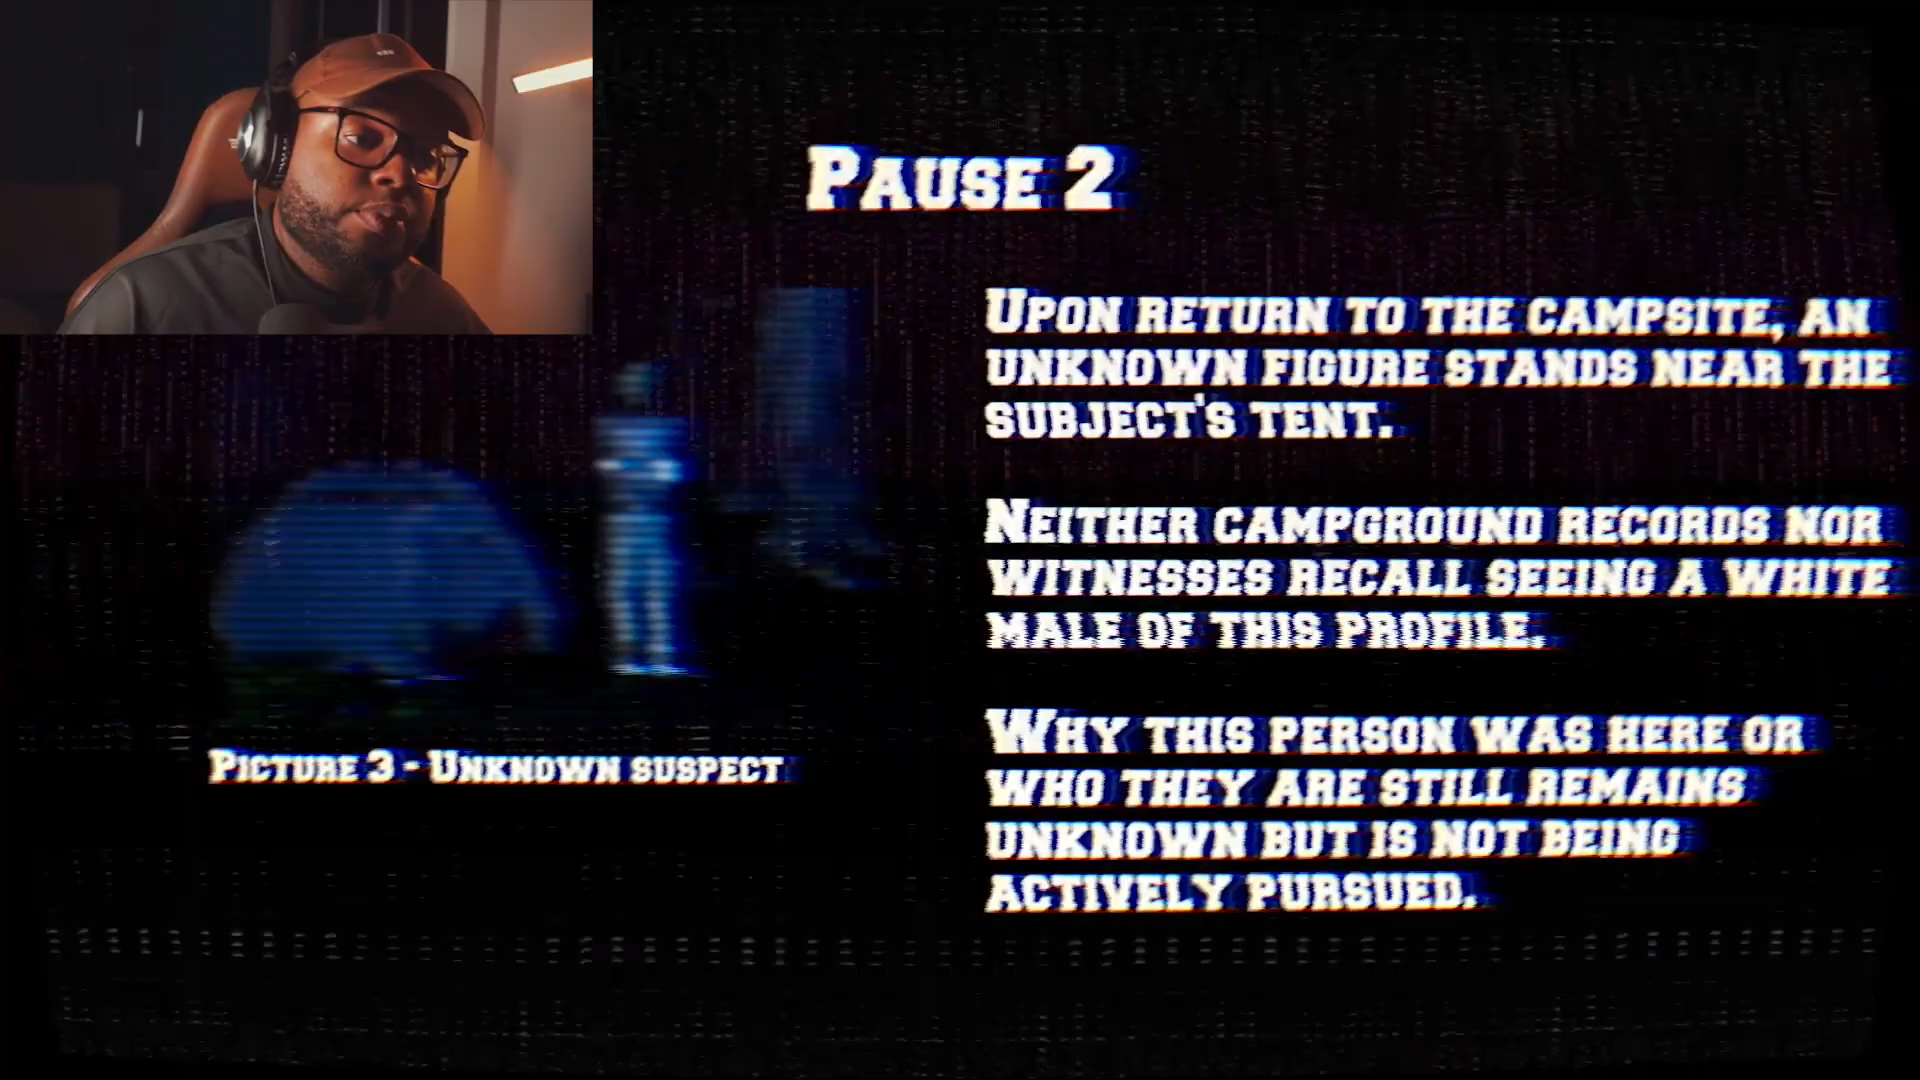 PAUSE 2
UPON RETURN TO THE CAMPSITE, AN
UNKNOWN FIGURE STANDS NEAR THE
SUBJECT'S TENT.
NEITHER CAMPGROUND RECORDS NOR
WITNESSES RECALL SEEING A WHITE
MALE OF THIS PROFILE.
WHY THIS PERSON WAS HERE OR
WHO THEY ARE STILL REMAINS
UNKNOWN BUT IS NOT BEING
ACTIVELY PURSUED.
PICTURE 3 - UNKNOWN SUSPECT